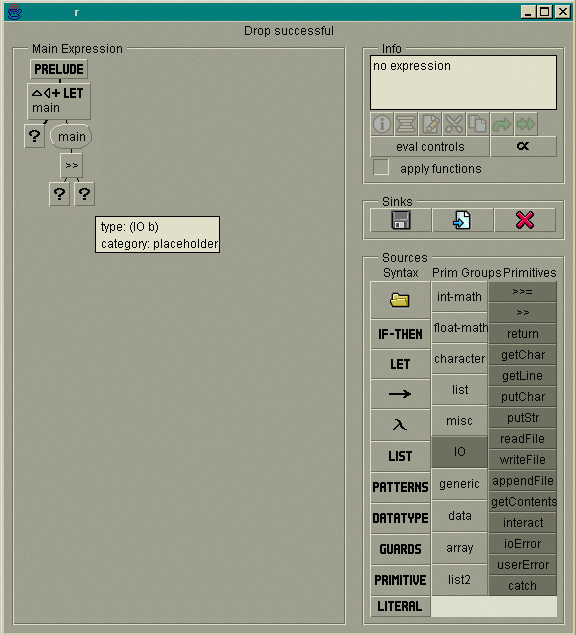 r
Drop successful
Main Expression
PRELUDE
LET
main
?
main
>>
? ?
type: (IO b)
category: placeholder
Info
no expression
eval controls
α
apply functions
Sinks
Sources
Syntax Prim Groups Primitives
IF-THEN
LET
→
λ
LIST
PATTERNS
DATATYPE
GUARDS
PRIMITIVE
LITERAL
int-math
float-math
character
list
misc
IO
generic
data
array
list2
>>=
>>
return
getChar
getLine
putChar
putStr
readFile
writeFile
appendFile
getContents
interact
ioError
userError
catch